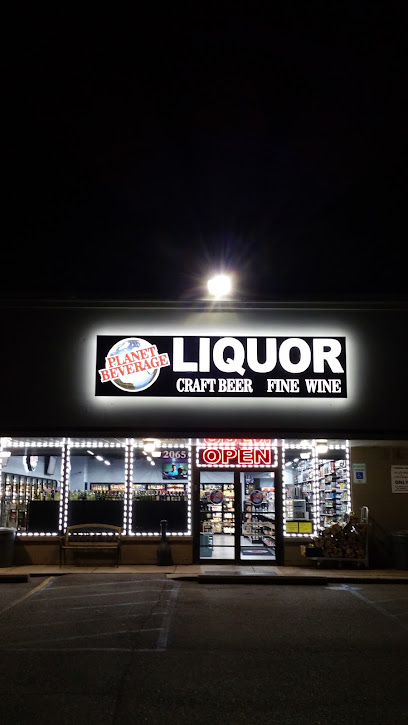 PLANET
BEVERAGE
LIQUOR
CRAFT BEER FINE WINE
2065
OPEN